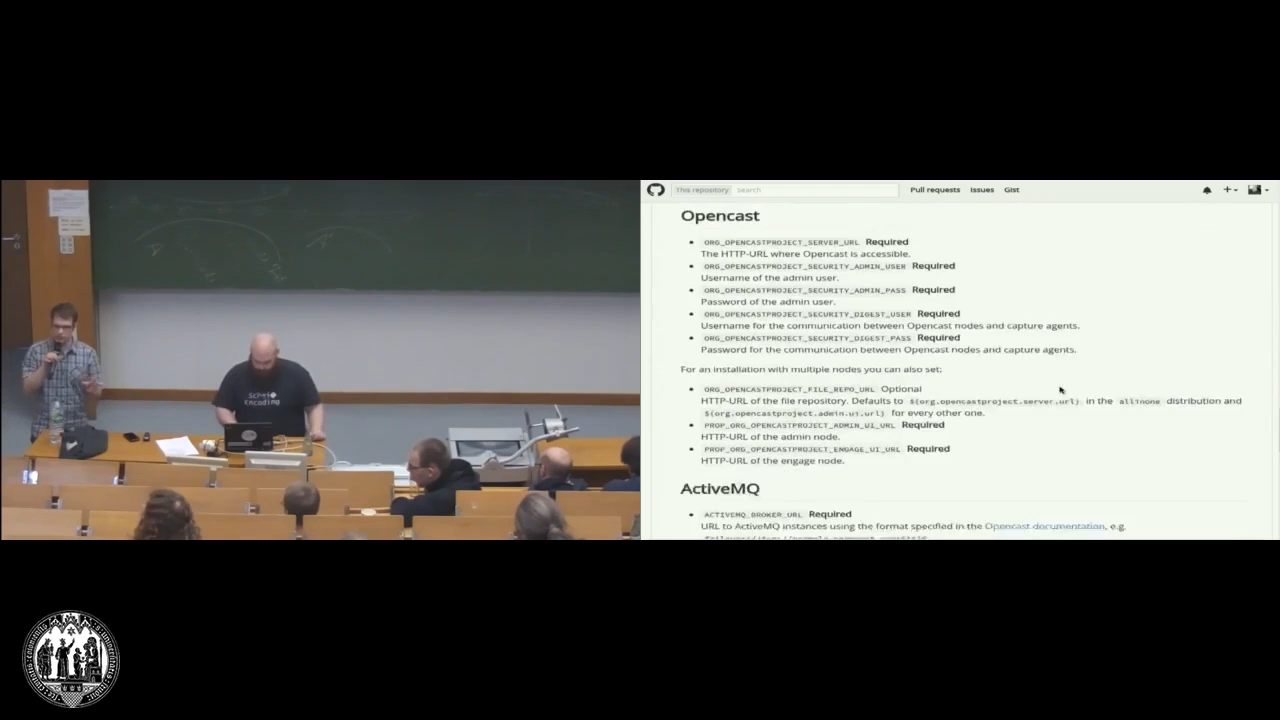 This repository Search Pull requests Issues Gist
Opencast
ORG_OPENCASTPROJECT_SERVER_URL Required
The HTTP-URL where Opencast is accessible.
ORG_OPENCASTPROJECT_SECURITY_ADMIN_USER Required
Username of the admin user.
ORG_OPENCASTPROJECT_SECURITY_ADMIN_PASS Required
Password of the admin user.
ORG_OPENCASTPROJECT_SECURITY_DIGEST_USER Required
Username for the communication between Opencast nodes and capture agents.
ORG_OPENCASTPROJECT_SECURITY_DIGEST_PASS Required
Password for the communication between Opencast nodes and capture agents.
For an installation with multiple nodes you can also set:
ORG_OPENCASTPROJECT_FILE_REPO_URL Optional
HTTP-URL of the file repository. Defaults to ${org.opencastproject.server.url} in the allinone distribution and
${org.opencastproject.admin.ui.url} for every other one.
PROP_ORG_OPENCASTPROJECT_ADMIN_UI_URL Required
HTTP-URL of the admin node.
PROP_ORG_OPENCASTPROJECT_ENGAGE_UI_URL Required
HTTP-URL of the engage node.
ActiveMQ
ACTIVEMQ_BROKER_URL Required
URL to ActiveMQ instances using the format specified in the Opencast documentation, e.g.
Encoding